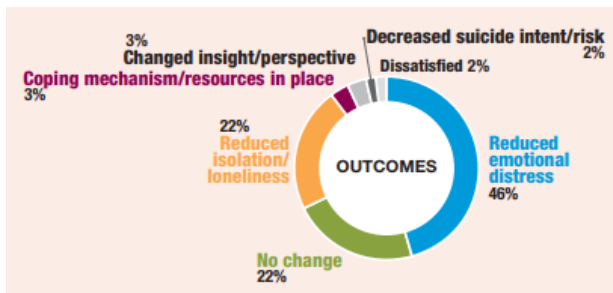 Decreased suicide intent/risk
2%
3%
Changed insight/perspective
Dissatisfied 2%
Coping mechanism/resources in place
3%
22%
Reduced
isolation/
loneliness
OUTCOMES
Reduced
emotional
distress
46%
No change
22%